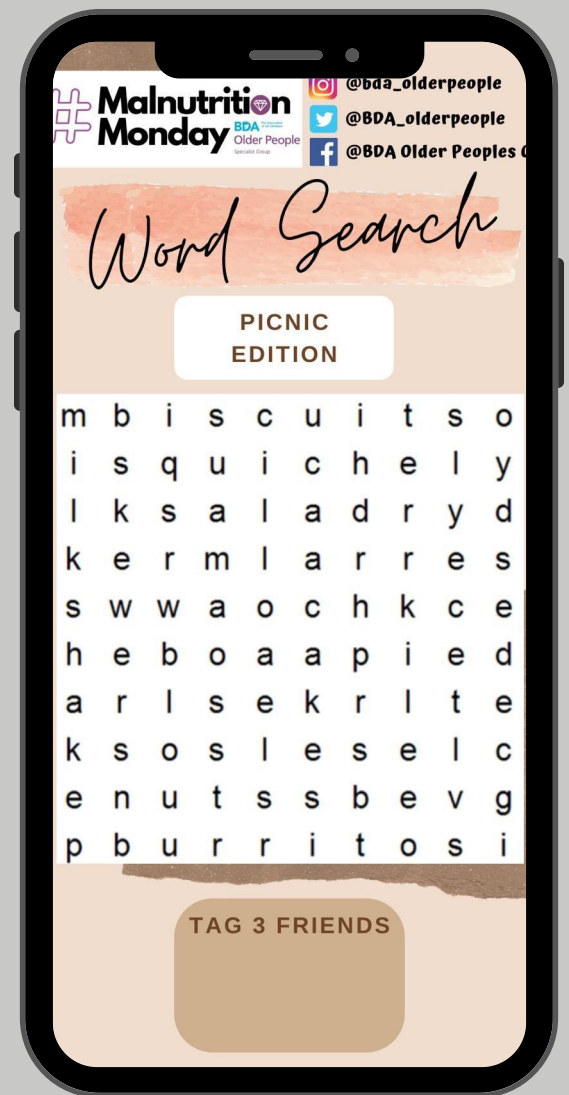 @bda_olderpeople
#Malnutrition
Monday
@BDA_olderpeople
BDA
Older People
Specialist Group
@BDA Older Peoples
Word Search
PICNIC
EDITION
m b i s c u i t s o
i s q u i c h e l y
l k s a l a d r y d
k e r m l a r r e s
s w w a o c h k c e
h e b o a a p i e d
a r l s e k r l t e
k s o s l e s e l c
e n u t s s b e v g
p b u r r i t o s i
TAG 3 FRIENDS